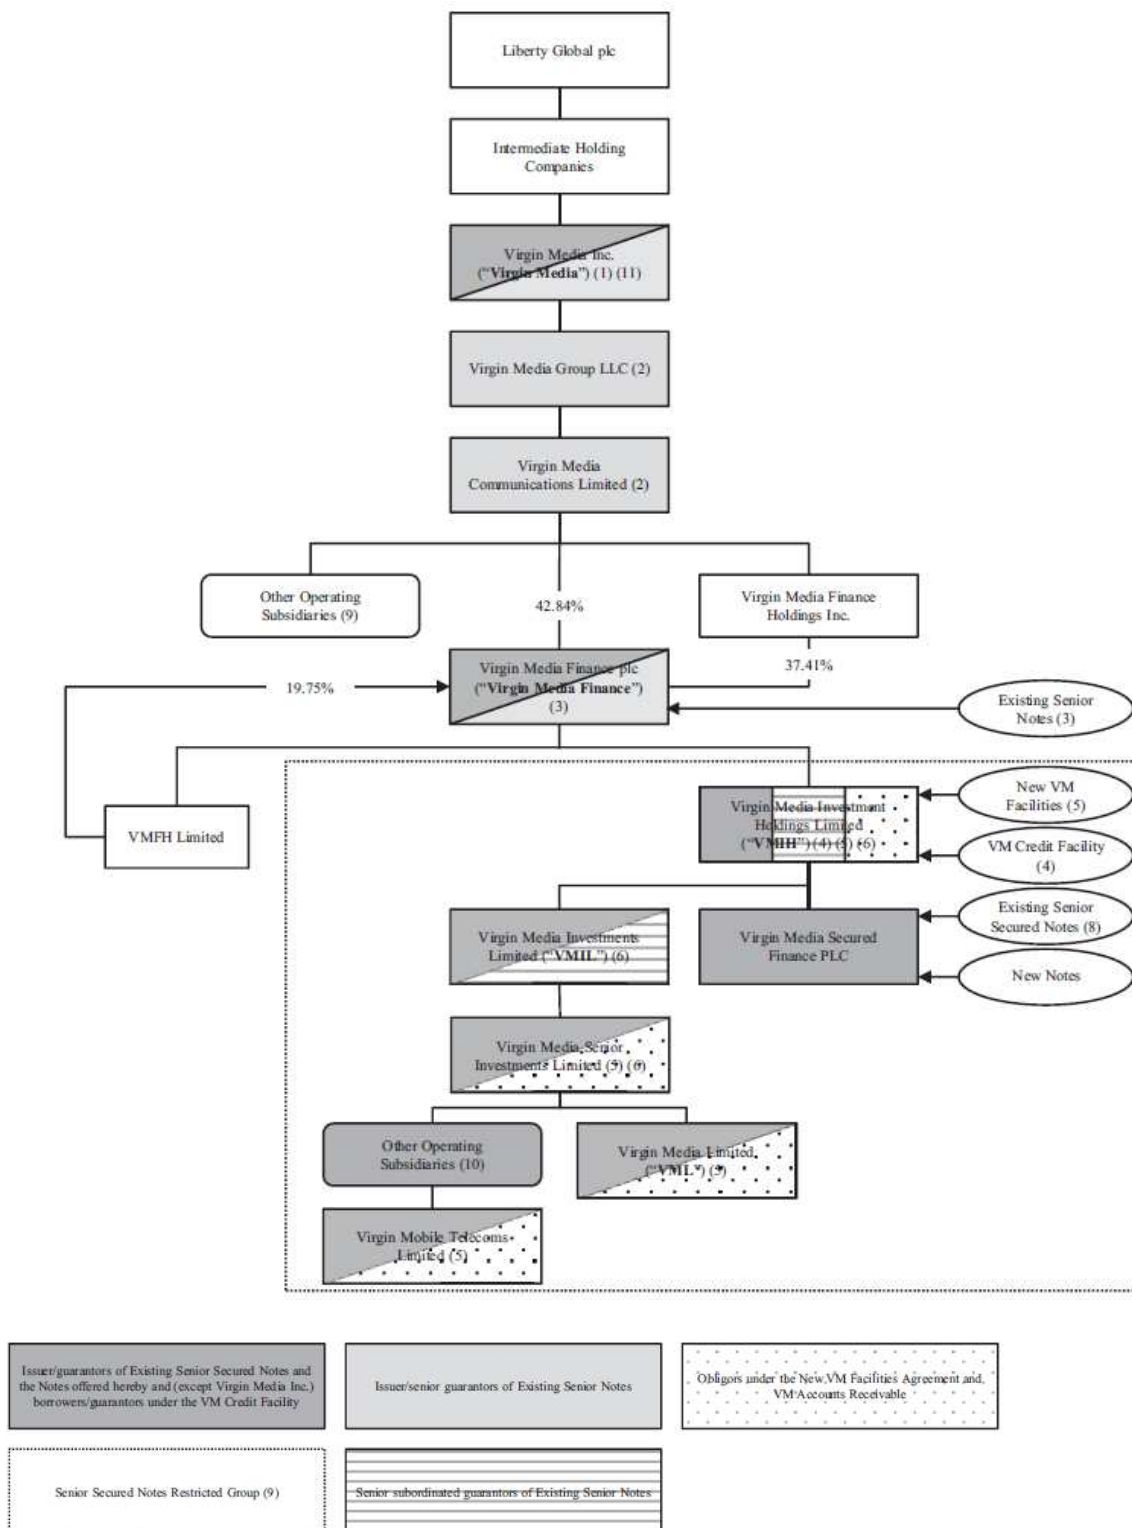 Liberty Global plc
Intermediate Holding
Companies
Virgin Media Inc.
("Virgin Media") (1) (11)
Virgin Media Group LLC (2)
Virgin Media
Communications Limited (2)
Other Operating
Subsidiaries (9)
42.84%
Virgin Media Finance
Holdings Inc.
37.41%
19.75%
Virgin Media Finance plc
("Virgin Media Finance")
(3)
Existing Senior
Notes (3)
VMFH Limited
Virgin Media Investment
Holdings Limited
("VMIH") (4) (5) (6)
New VM
Facilities (5)
VM Credit Facility
(4)
Virgin Media Investments
Limited ("VMIL") (6)
Virgin Media Secured
Finance PLC
Existing Senior
Secured Notes (8)
New Notes
Virgin Media Senior
Investments Limited (5) (6)
Other Operating
Subsidiaries (10)
Virgin Media Limited
("VML") (5)
Virgin Mobile Telecoms
Limited (5)
Issuer/guarantors of Existing Senior Secured Notes and
the Notes offered hereby and (except Virgin Media Inc.)
borrowers/guarantors under the VM Credit Facility
Issuer/senior guarantors of Existing Senior Notes
Obligors under the New VM Facilities Agreement and
VM Accounts Receivable
Senior Secured Notes Restricted Group (9)
Senior subordinated guarantors of Existing Senior Notes